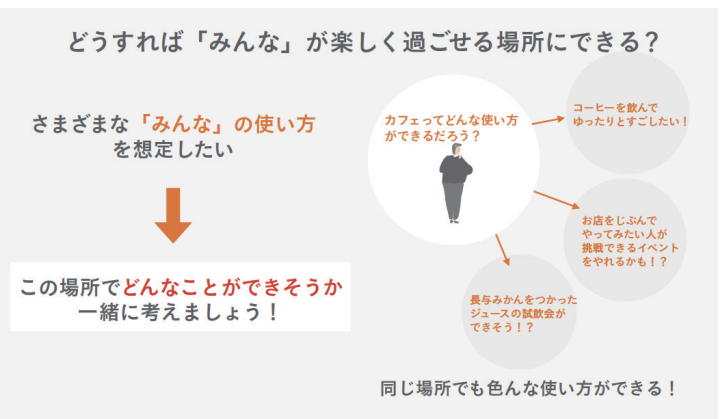 どうすれば「みんな」が楽しく過ごせる場所にできる？
さまざまな「みんな」の使い方
を想定したい
この場所でどんなことができそうか
一緒に考えましょう！
カフェってどんな使い方
ができるだろう？
コーヒーを飲んで
ゆったりとすごしたい！
お店をじぶんで
やってみたい人が
挑戦できるイベント
をやれるかも！？
長与みかんをつかった
ジュースの試飲会が
できそう！？
同じ場所でも色んな使い方ができる！